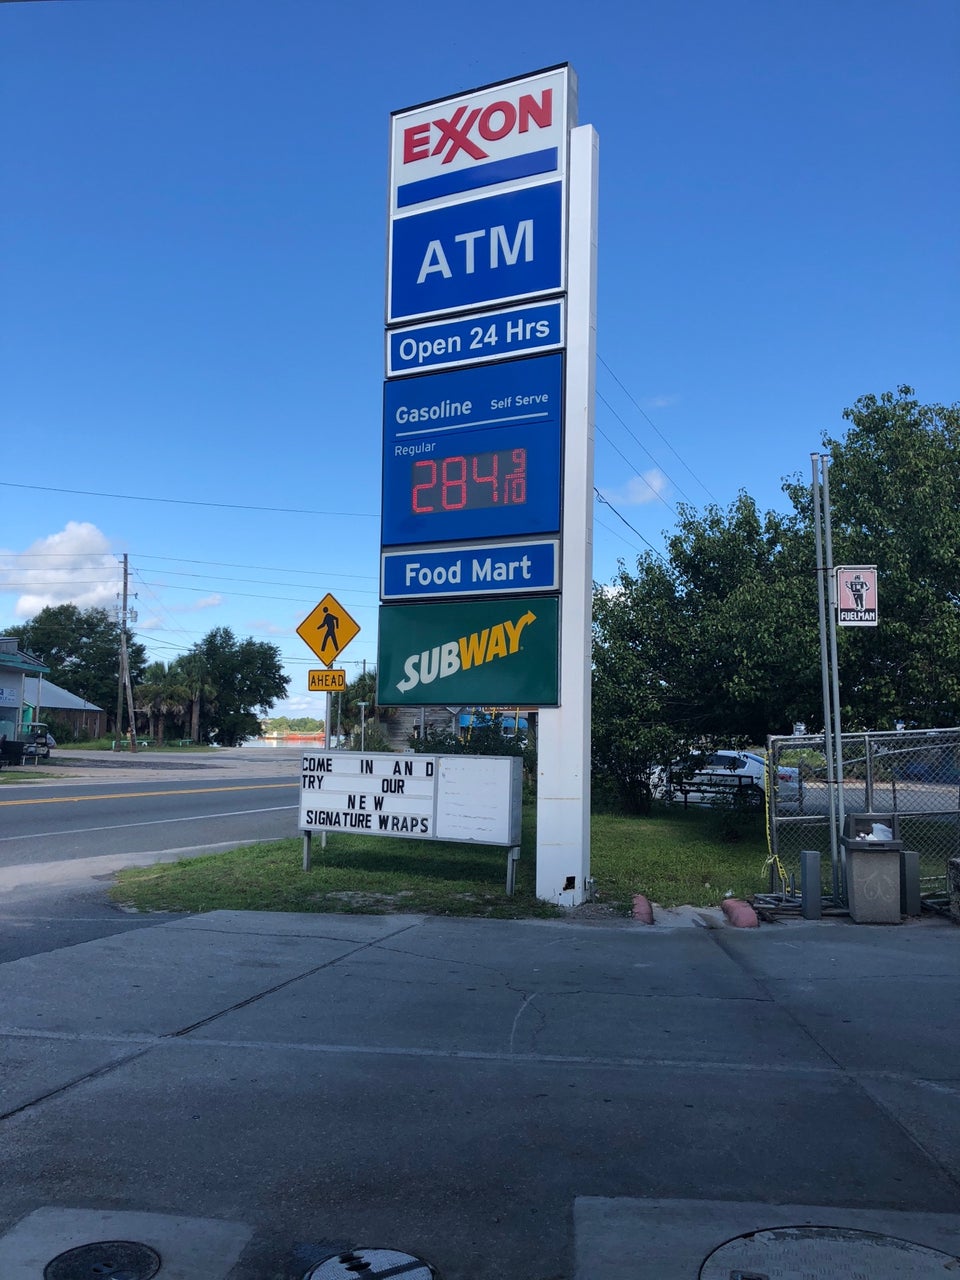 EXXON
ATM
Open 24 Hrs
Gasoline Self Serve
Regular
284 9/10
Food Mart
SUBWAY
AHEAD
COME IN AND
TRY OUR
NEW
SIGNATURE WRAPS
FUELMAN